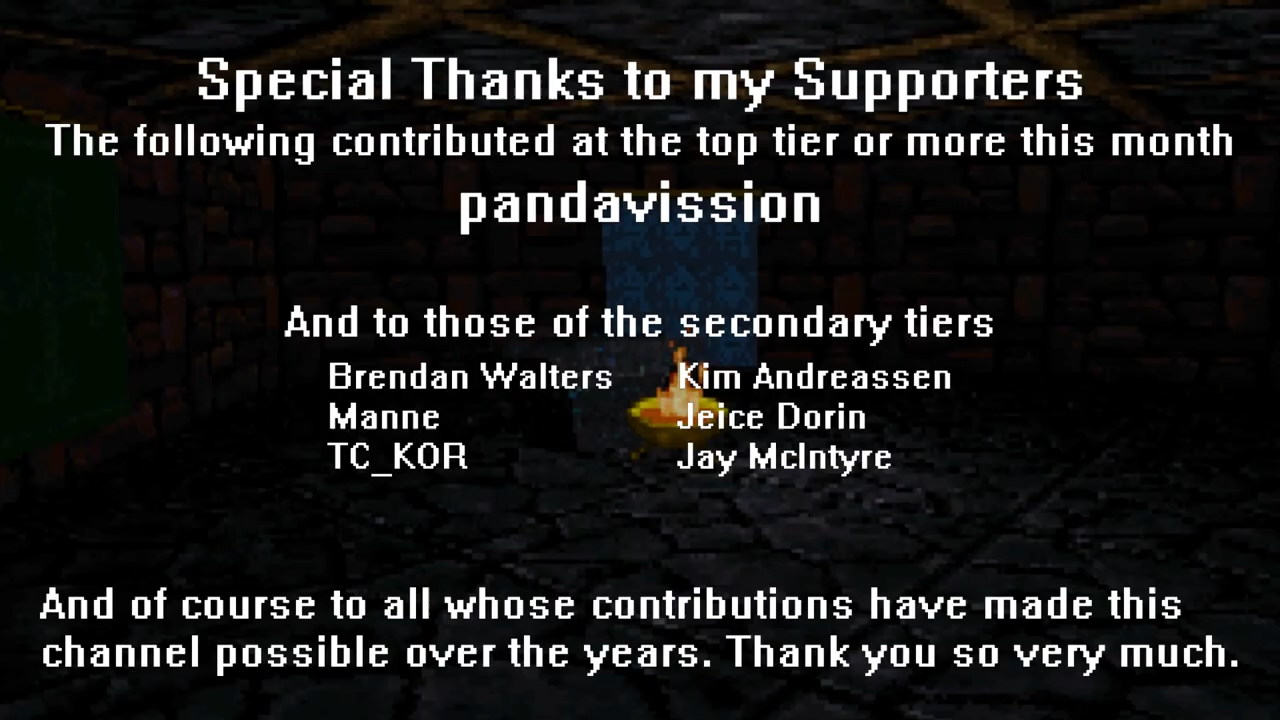 Special Thanks to my Supporters
The following contributed at the top tier or more this month
pandavission
And to those of the secondary tiers
Brendan Walters
Kim Andreassen
Manne
Jeice Dorin
TC_KOR
Jay McIntyre
And of course to all whose contributions have made this
channel possible over the years. Thank you so very much.